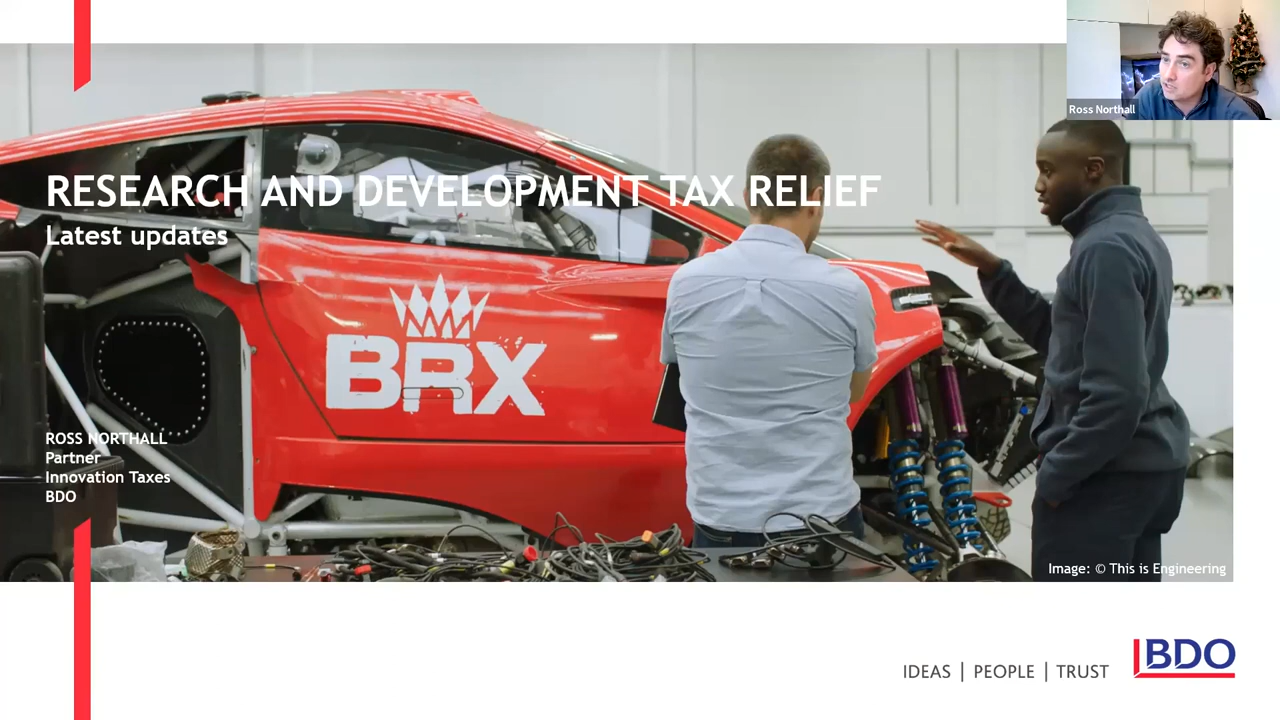 Ross Northall
RESEARCH AND DEVELOPMENT TAX RELIEF
Latest updates
BRX
ROSS NORTHALL
Partner
Innovation Taxes
BDO
Image: © This is Engineering
IDEAS | PEOPLE | TRUST
BDO